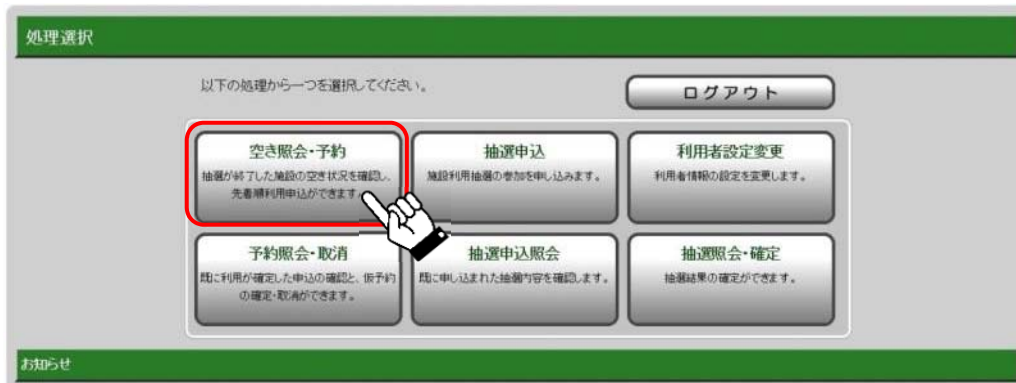 処理選択
以下の処理から一つを選択してください。
ログアウト
空き照会・予約
抽選が終了した施設の空き状況を確認し、
先着順利用申込ができます。
抽選申込
施設利用抽選の参加を申し込みます。
利用者設定変更
利用者情報の設定を変更します。
予約照会・取消
既に利用が確定した申込の確認と、仮予約
の確定・取消ができます。
抽選申込照会
既に申し込まれた抽選内容を確認します。
抽選照会・確定
抽選結果の確定ができます。
お知らせ